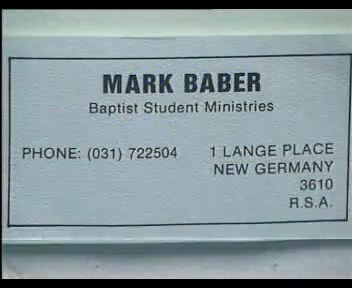 MARK BABER
Baptist Student Ministries
PHONE: (031) 722504
1 LANGE PLACE
NEW GERMANY
3610
R.S.A.